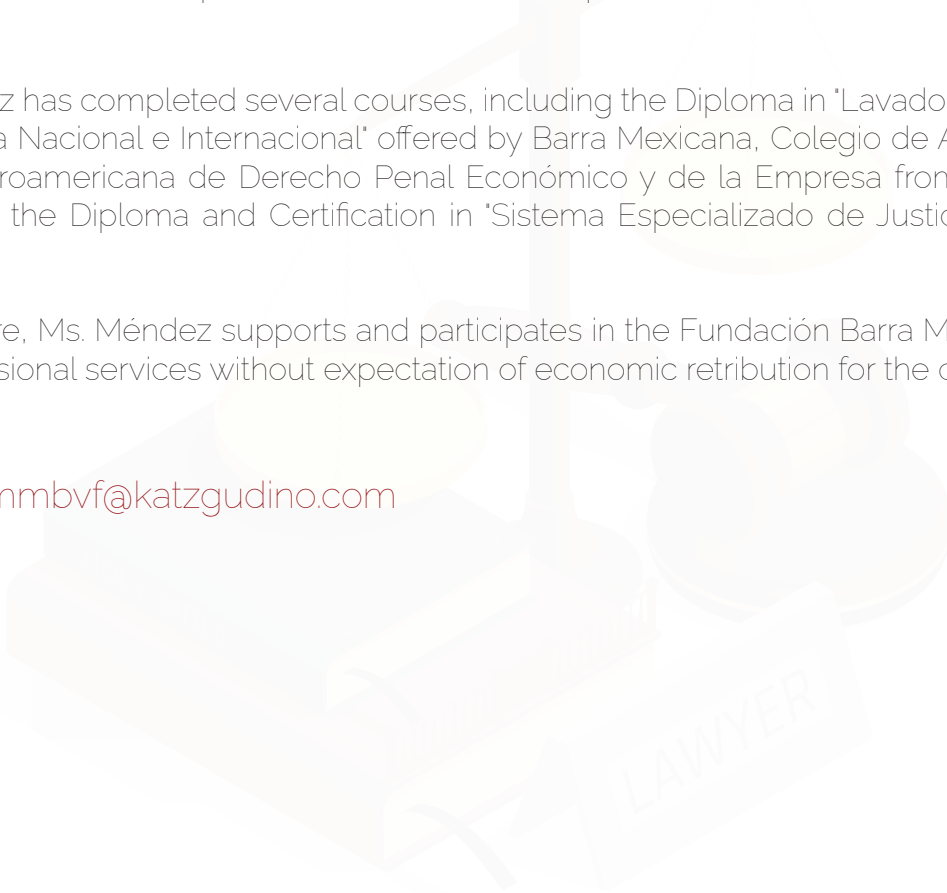 z has completed several courses, including the Diploma in "Lavado
a Nacional e Internacional" offered by Barra Mexicana, Colegio de A
roamericana de Derecho Penal Económico y de la Empresa fron
the Diploma and Certification in "Sistema Especializado de Justic
re, Ms. Méndez supports and participates in the Fundación Barra M
sional services without expectation of economic retribution for the c
mmbvf@katzgudino.com
LAWYER